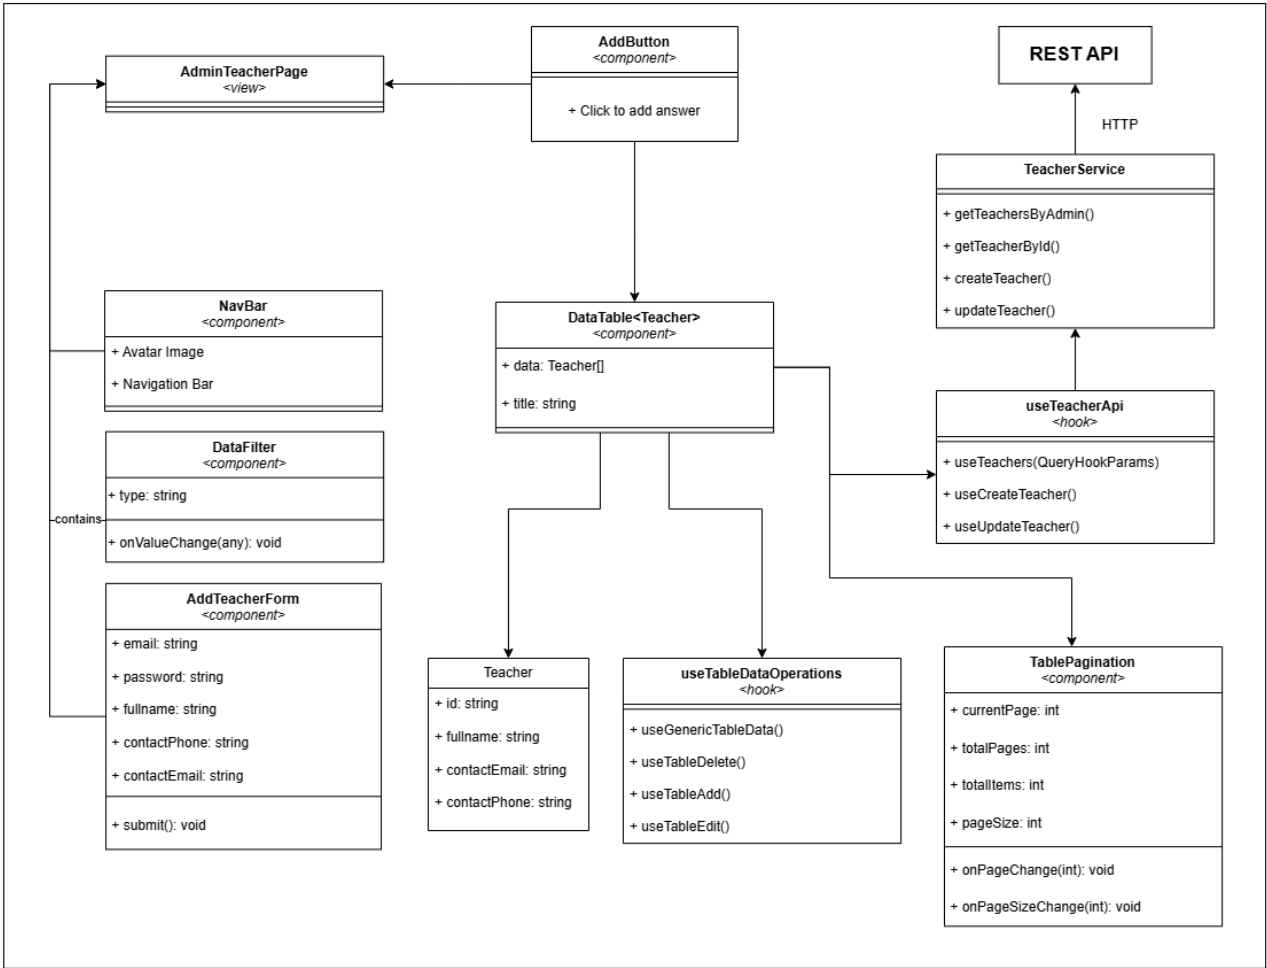 AdminTeacherPage
<view>
AddButton
<component>
+ Click to add answer
REST API
HTTP
TeacherService
+ getTeachersByAdmin()
+ getTeacherById()
+ createTeacher()
+ updateTeacher()
NavBar
<component>
+ Avatar Image
+ Navigation Bar
DataTable<Teacher>
<component>
+ data: Teacher[]
+ title: string
useTeacherApi
<hook>
+ useTeachers(QueryHookParams)
+ useCreateTeacher()
+ useUpdateTeacher()
DataFilter
<component>
+ type: string
+ onValueChange(any): void
contains
AddTeacherForm
<component>
+ email: string
+ password: string
+ fullname: string
+ contactPhone: string
+ contactEmail: string
+ submit(): void
Teacher
+ id: string
+ fullname: string
+ contactEmail: string
+ contactPhone: string
useTableDataOperations
<hook>
+ useGenericTableData()
+ useTableDelete()
+ useTableAdd()
+ useTableEdit()
TablePagination
<component>
+ currentPage: int
+ totalPages: int
+ totalItems: int
+ pageSize: int
+ onPageChange(int): void
+ onPageSizeChange(int): void